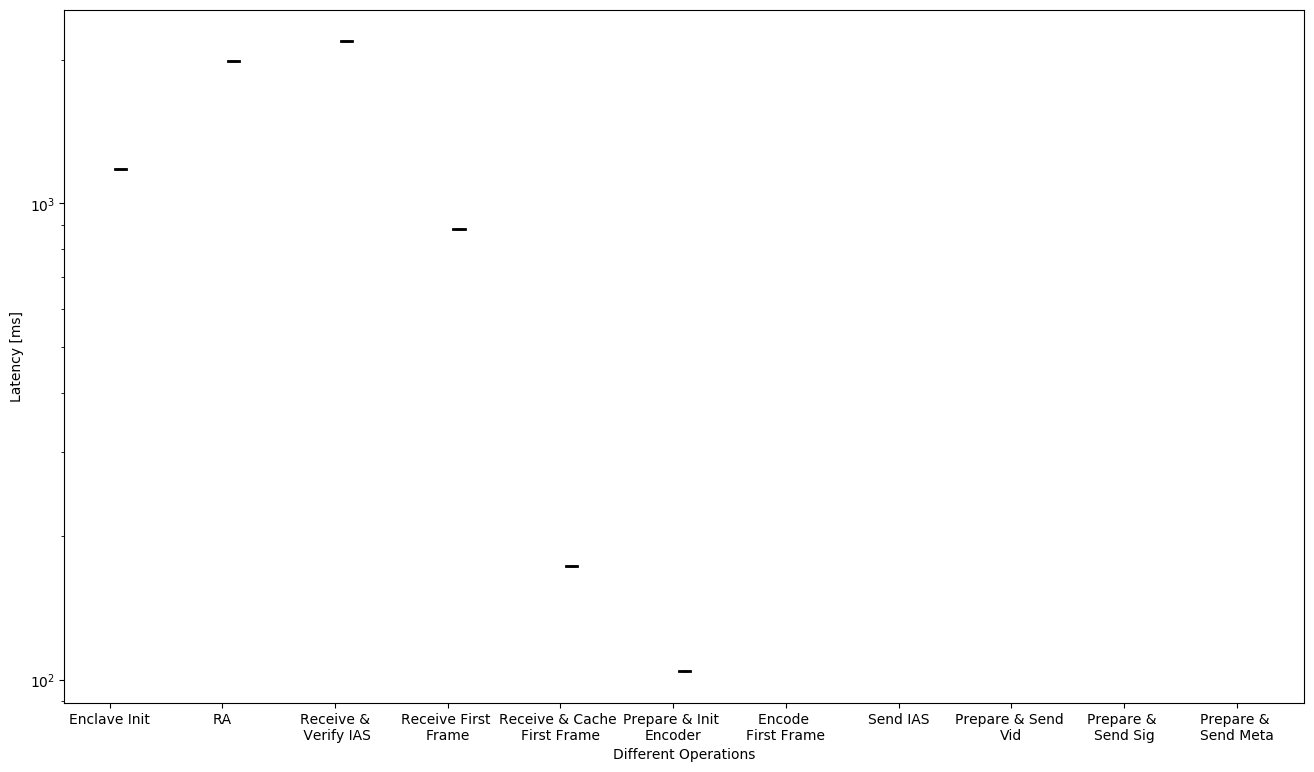 Latency [ms]
10³
10²
Enclave Init
RA
Receive &
Verify IAS
Receive First
Frame
Receive & Cache
First Frame
Prepare & Init
Encoder
Encode
First Frame
Send IAS
Prepare & Send
Vid
Prepare &
Send Sig
Prepare &
Send Meta
Different Operations